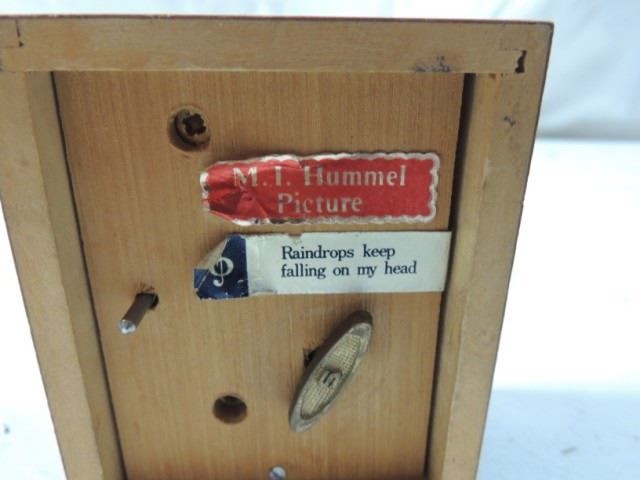 M.I. Hummel
Picture
Raindrops keep
falling on my head